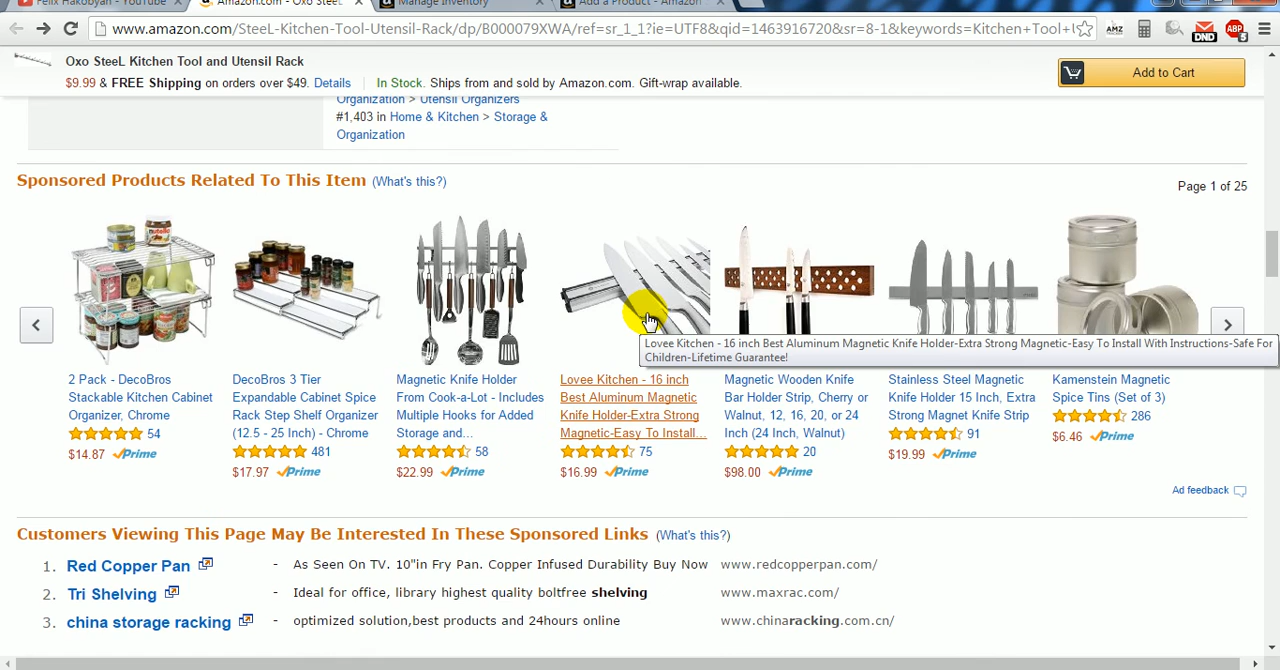 Felix Hakobyan - YouTube
Amazon.com - Oxo SteeL
Manage Inventory
Add a Product - Amazon
www.amazon.com/SteeL-Kitchen-Tool-Utensil-Rack/dp/B000079XWA/ref=sr_1_1?ie=UTF8&qid=1463916720&sr=8-1&keywords=Kitchen+Tool+
AMZ
DND
ABP
5
Oxo SteeL Kitchen Tool and Utensil Rack
$9.99 & FREE Shipping on orders over $49. Details
In Stock. Ships from and sold by Amazon.com. Gift-wrap available.
Add to Cart
Organization > Utensil Organizers
#1,403 in Home & Kitchen > Storage &
Organization
Sponsored Products Related To This Item (What's this?)
Page 1 of 25
nutella
Lovee Kitchen - 16 inch Best Aluminum Magnetic Knife Holder-Extra Strong Magnetic-Easy To Install With Instructions-Safe For
Children-Lifetime Guarantee!
2 Pack - DecoBros
Stackable Kitchen Cabinet
Organizer, Chrome
54
$14.87 Prime
DecoBros 3 Tier
Expandable Cabinet Spice
Rack Step Shelf Organizer
(12.5 - 25 Inch) - Chrome
481
$17.97 Prime
Magnetic Knife Holder
From Cook-a-Lot - Includes
Multiple Hooks for Added
Storage and...
58
$22.99 Prime
Lovee Kitchen - 16 inch
Best Aluminum Magnetic
Knife Holder-Extra Strong
Magnetic-Easy To Install...
75
$16.99 Prime
Magnetic Wooden Knife
Bar Holder Strip, Cherry or
Walnut, 12, 16, 20, or 24
Inch (24 Inch, Walnut)
20
$98.00 Prime
Stainless Steel Magnetic
Knife Holder 15 Inch, Extra
Strong Magnet Knife Strip
91
$19.99 Prime
Kamenstein Magnetic
Spice Tins (Set of 3)
286
$6.46 Prime
Ad feedback
Customers Viewing This Page May Be Interested In These Sponsored Links (What's this?)
1. Red Copper Pan - As Seen On TV. 10"in Fry Pan. Copper Infused Durability Buy Now www.redcopperpan.com/
2. Tri Shelving - Ideal for office, library highest quality boltfree shelving www.maxrac.com/
3. china storage racking - optimized solution,best products and 24hours online www.chinaracking.com.cn/